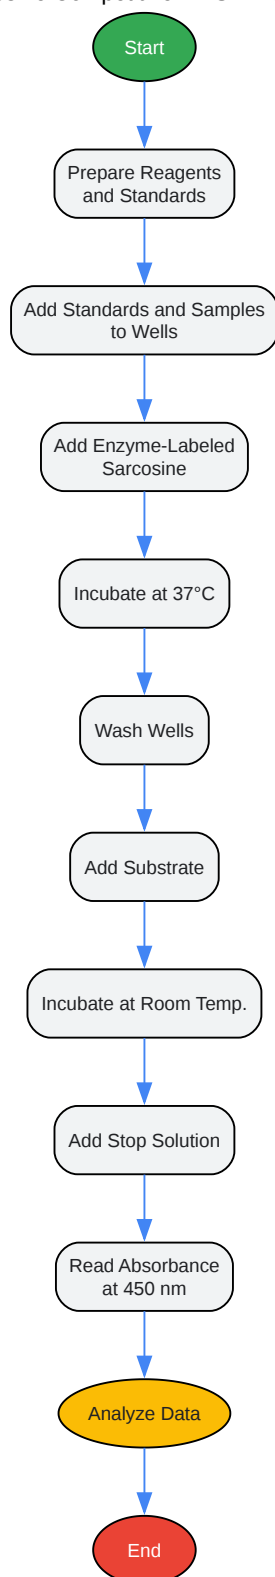 Start
Prepare Reagents
and Standards
Add Standards and Samples
to Wells
Add Enzyme-Labeled
Sarcosine
Incubate at 37°C
Wash Wells
Add Substrate
Incubate at Room Temp.
Add Stop Solution
Read Absorbance
at 450 nm
Analyze Data
End